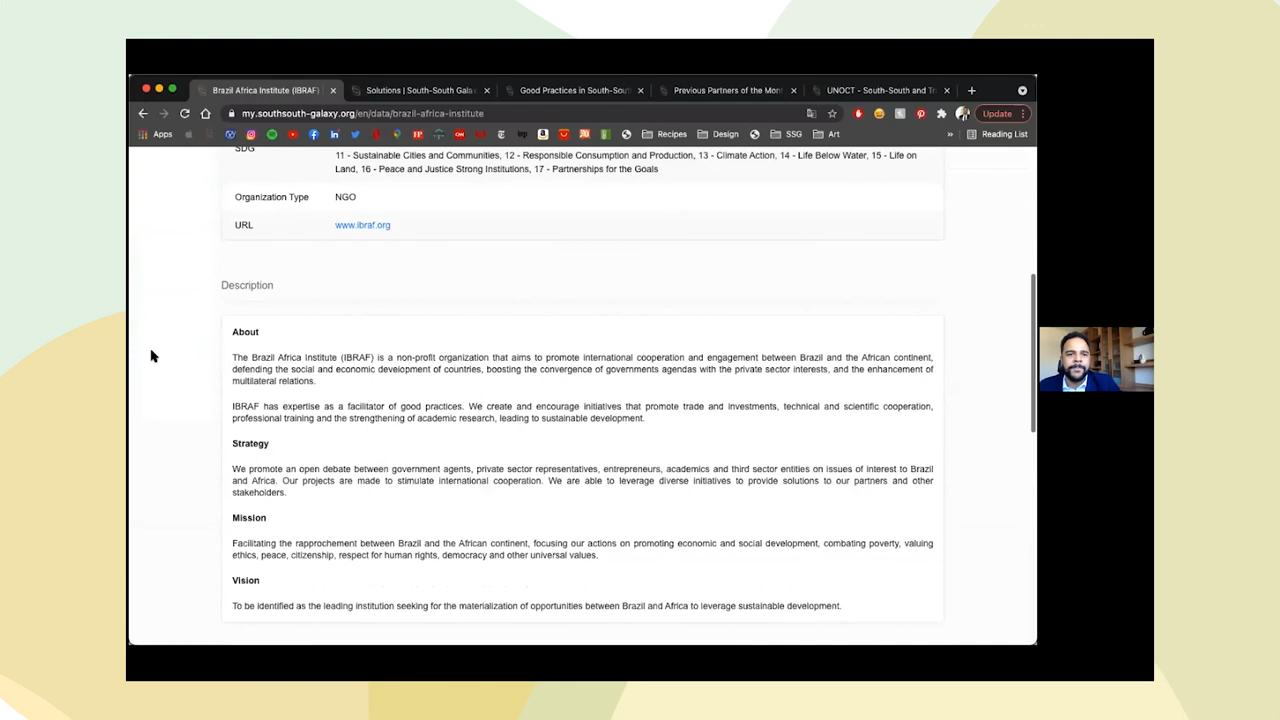 Brazil Africa Institute (IBRAF)
Solutions | South-South Gala
Good Practices in South-Sout
Previous Partners of the Mont
UNOCT - South-South and Tr
my.southsouth-galaxy.org/en/data/brazil-africa-institute
Update
Apps
Recipes
Design
SSG
Art
»
Reading List
SDG
11 - Sustainable Cities and Communities, 12 - Responsible Consumption and Production, 13 - Climate Action, 14 - Life Below Water, 15 - Life on
Land, 16 - Peace and Justice Strong Institutions, 17 - Partnerships for the Goals
Organization Type NGO
URL www.ibraf.org
Description
About
The Brazil Africa Institute (IBRAF) is a non-profit organization that aims to promote international cooperation and engagement between Brazil and the African continent,
defending the social and economic development of countries, boosting the convergence of governments agendas with the private sector interests, and the enhancement of
multilateral relations.
IBRAF has expertise as a facilitator of good practices. We create and encourage initiatives that promote trade and investments, technical and scientific cooperation,
professional training and the strengthening of academic research, leading to sustainable development.
Strategy
We promote an open debate between government agents, private sector representatives, entrepreneurs, academics and third sector entities on issues of interest to Brazil
and Africa. Our projects are made to stimulate international cooperation. We are able to leverage diverse initiatives to provide solutions to our partners and other
stakeholders.
Mission
Facilitating the rapprochement between Brazil and the African continent, focusing our actions on promoting economic and social development, combating poverty, valuing
ethics, peace, citizenship, respect for human rights, democracy and other universal values.
Vision
To be identified as the leading institution seeking for the materialization of opportunities between Brazil and Africa to leverage sustainable development.